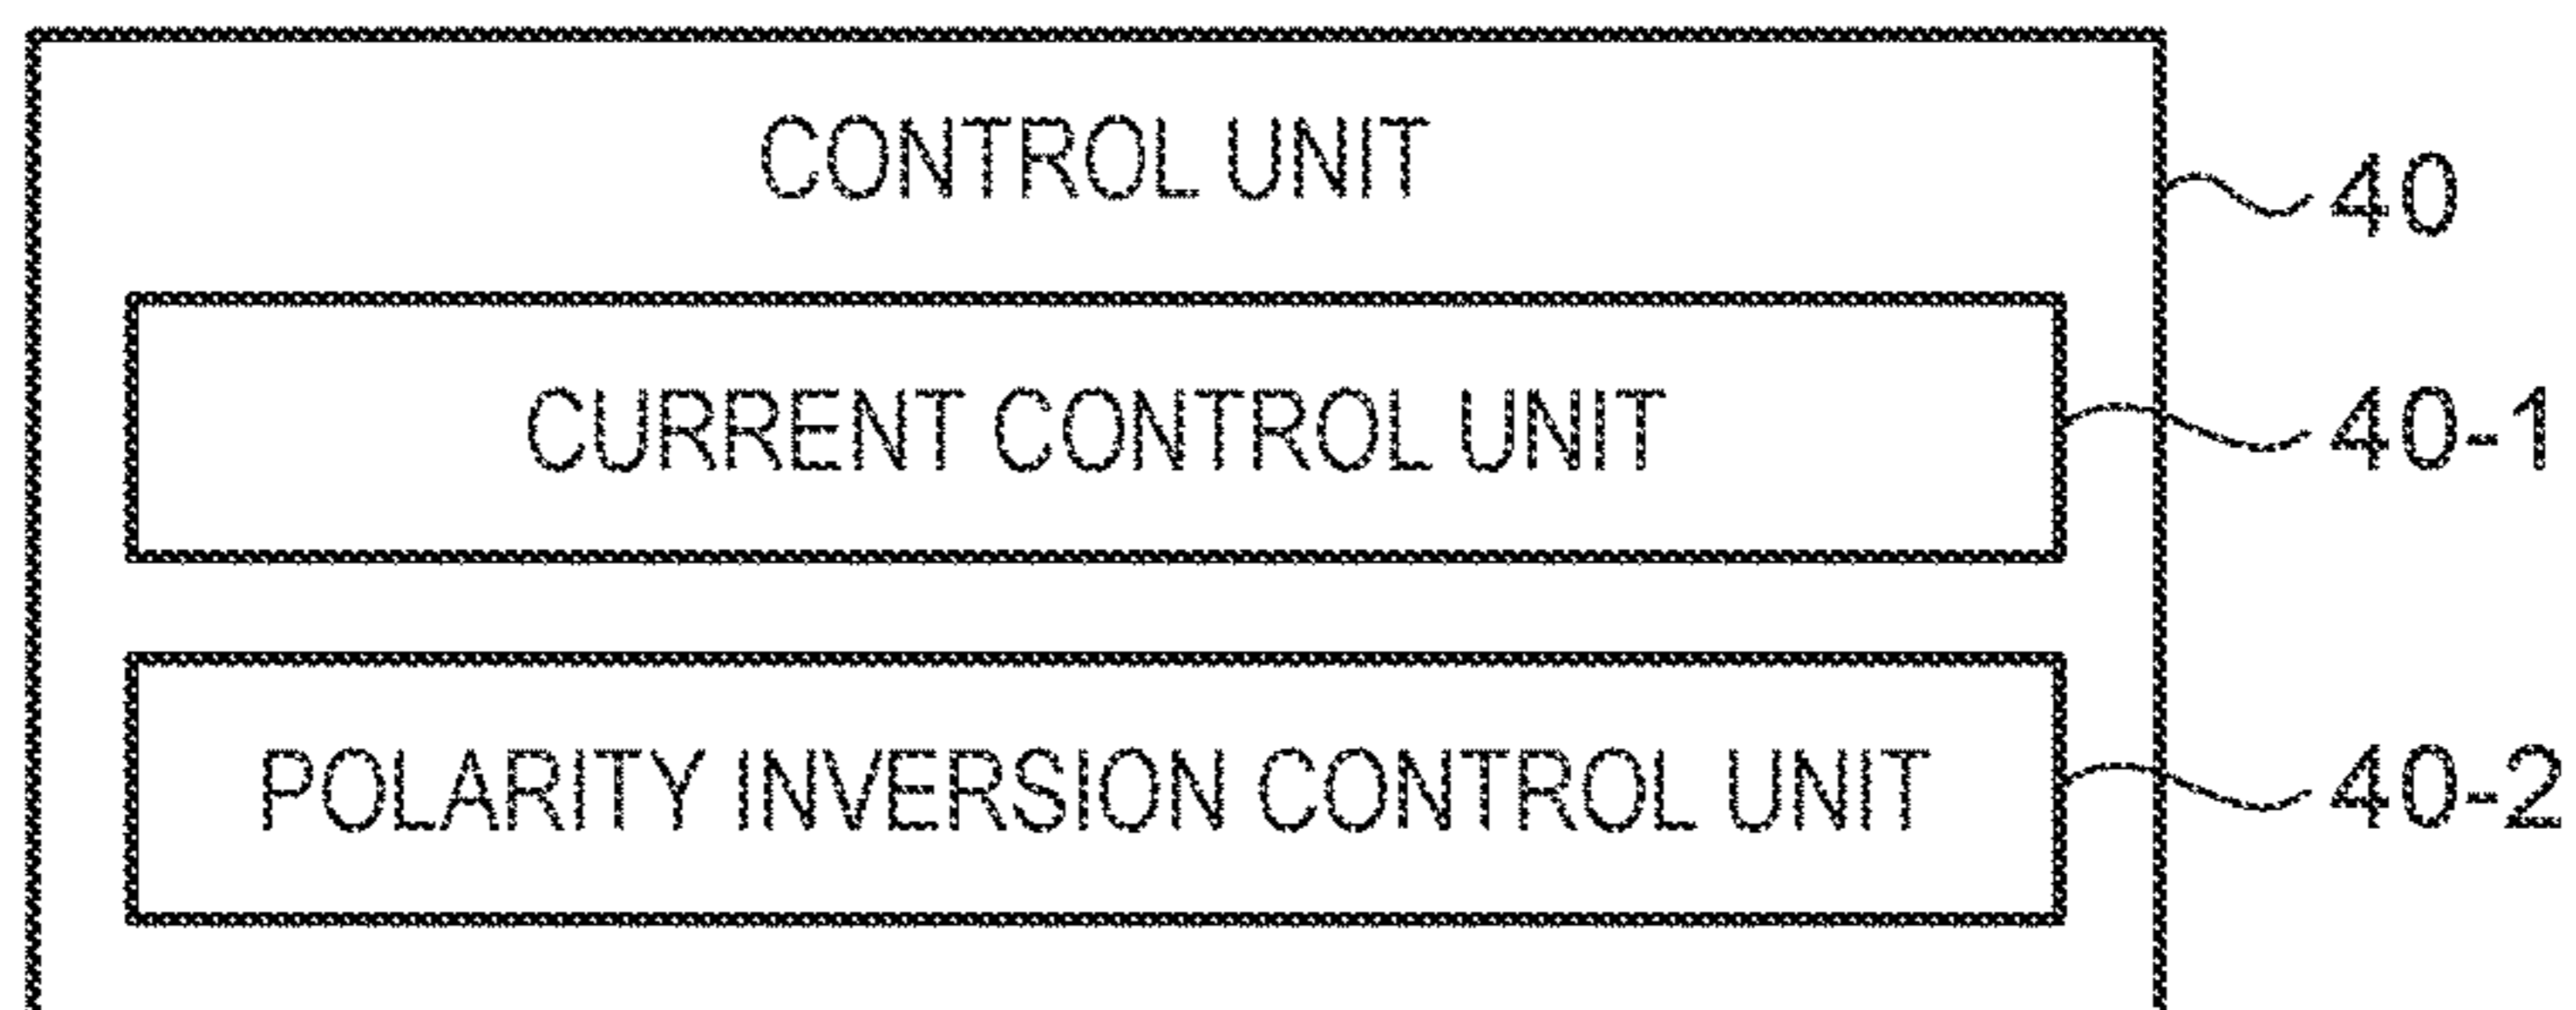 CONTROL UNIT
40
CURRENT CONTROL UNIT
40-1
POLARITY INVERSION CONTROL UNIT
40-2